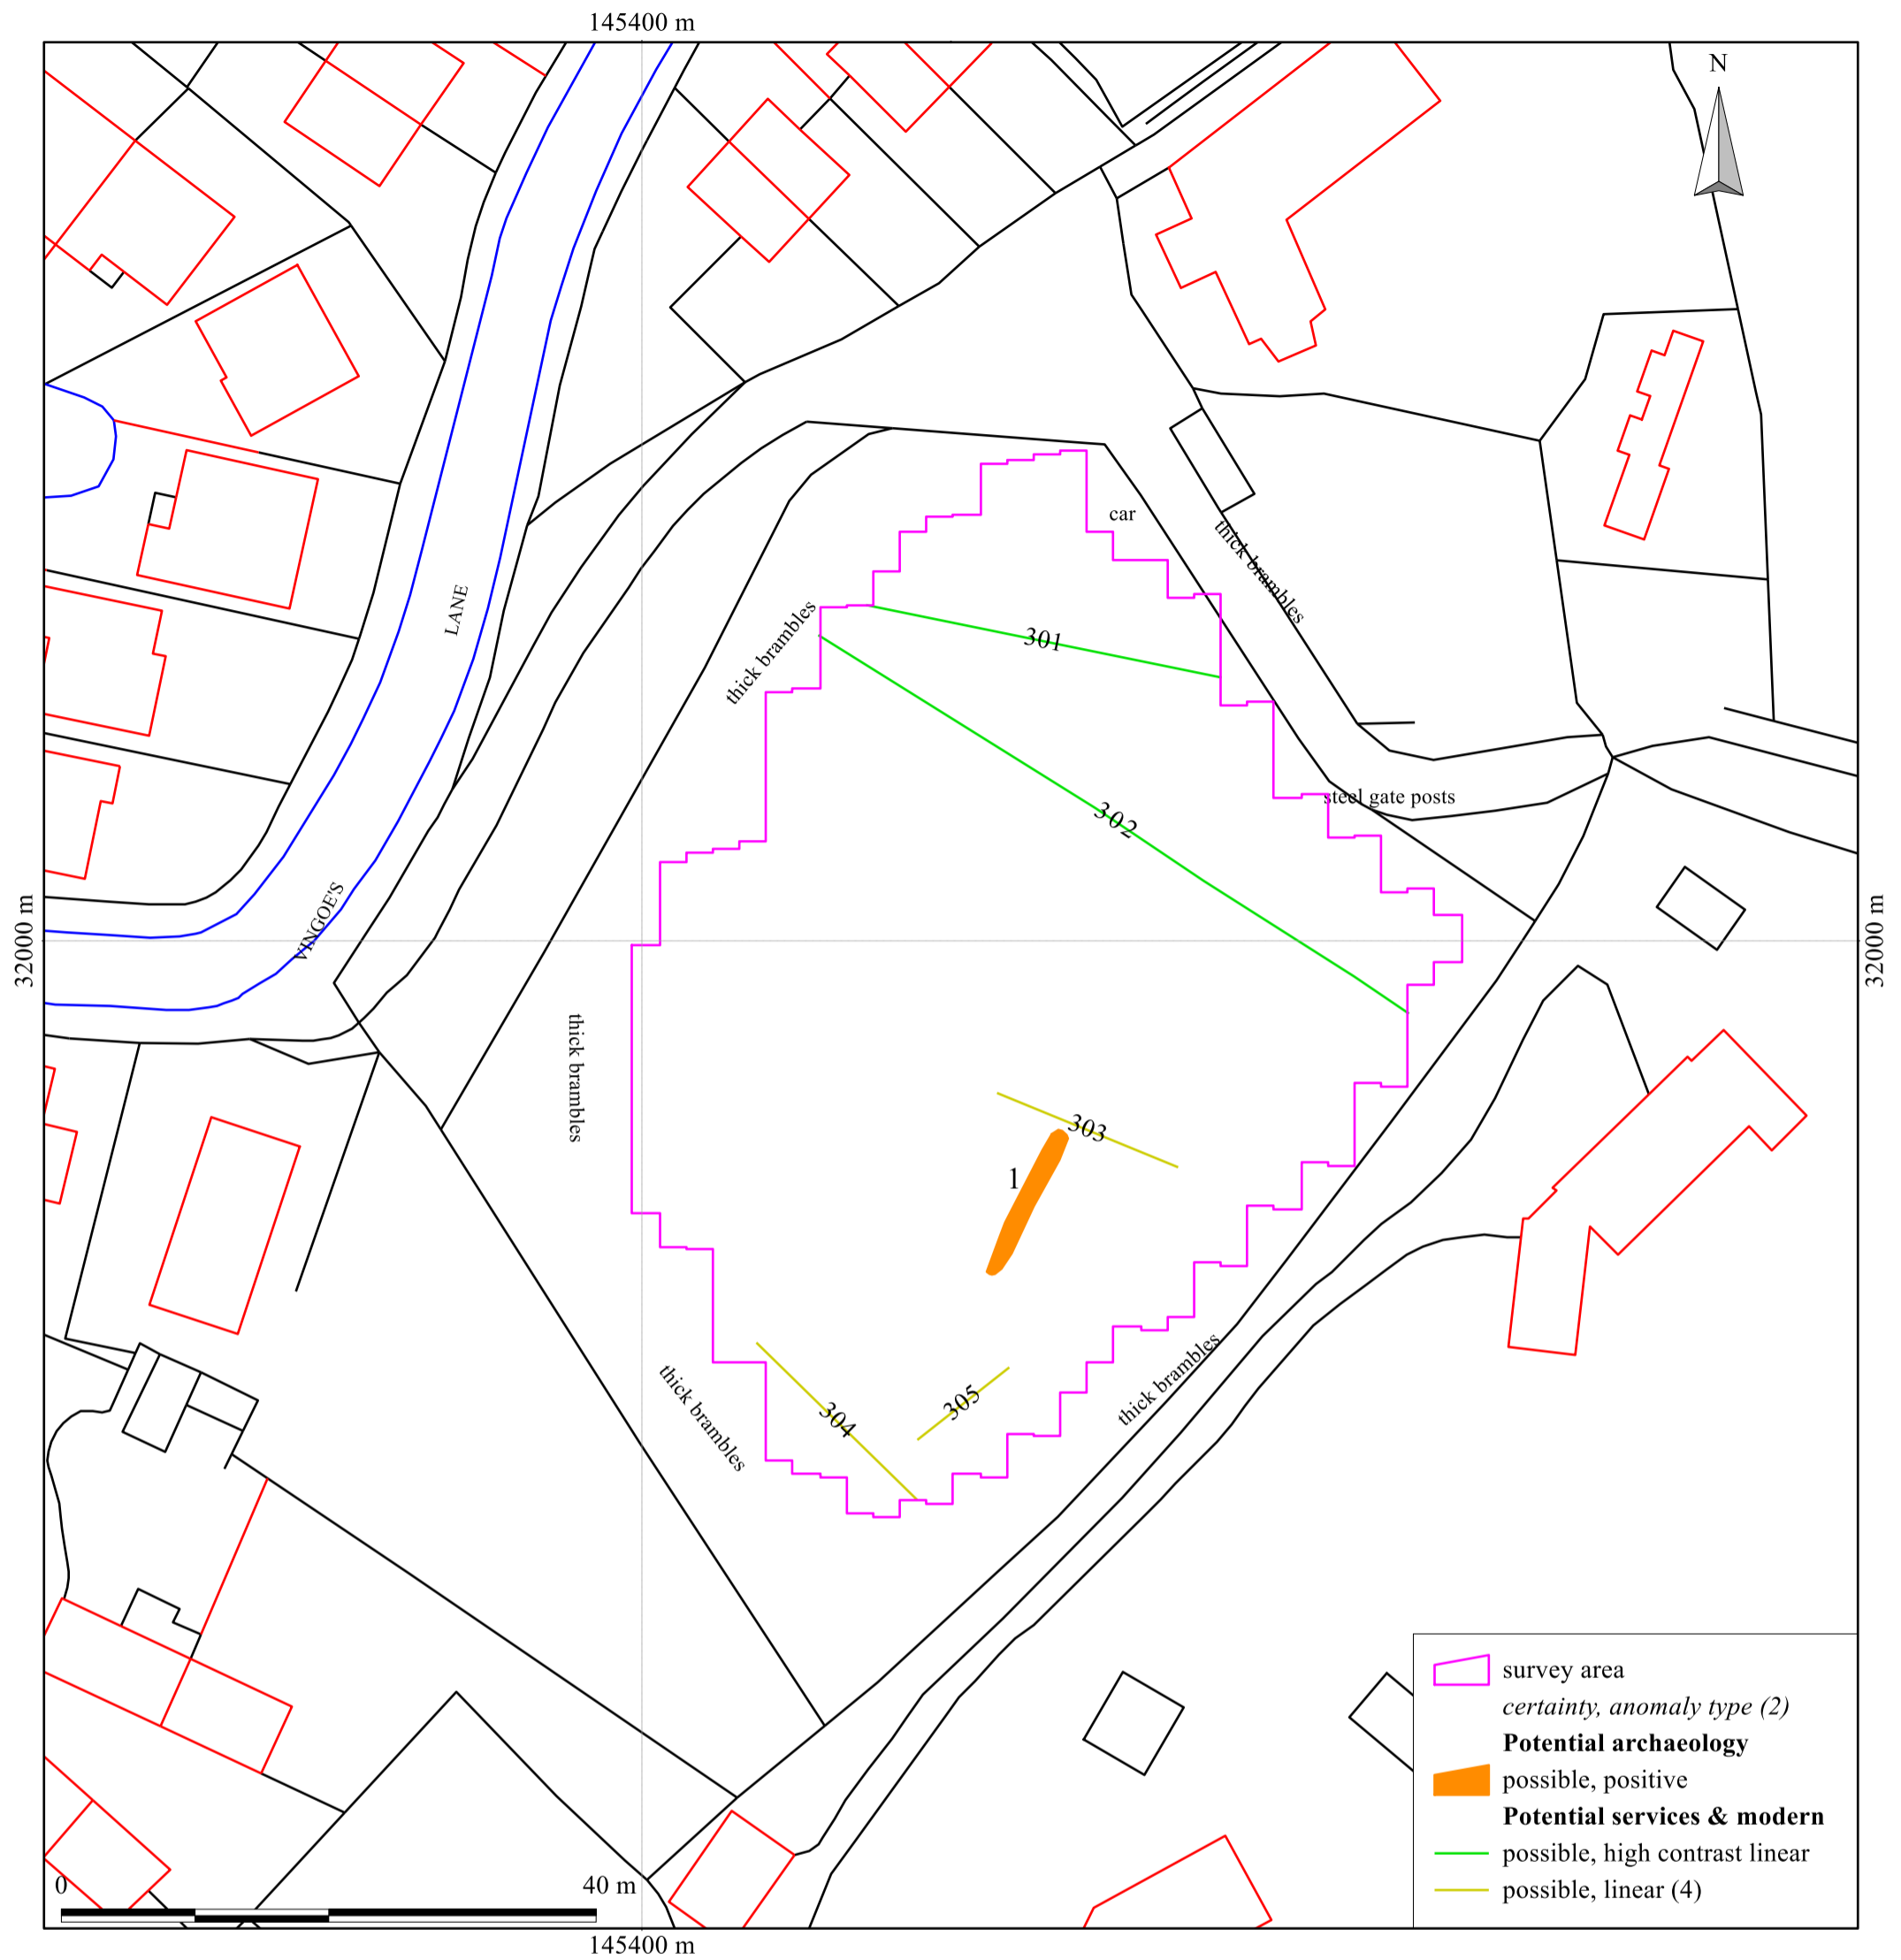 145400 m
N
car
thick brambles
LANE
thick brambles
301
302
steel gate posts
VINGOE'S
32000 m
32000 m
thick brambles
303
1
thick brambles
304
305
thick brambles
survey area
certainty, anomaly type (2)
Potential archaeology
possible, positive
Potential services & modern
possible, high contrast linear
possible, linear (4)
0
40 m
145400 m